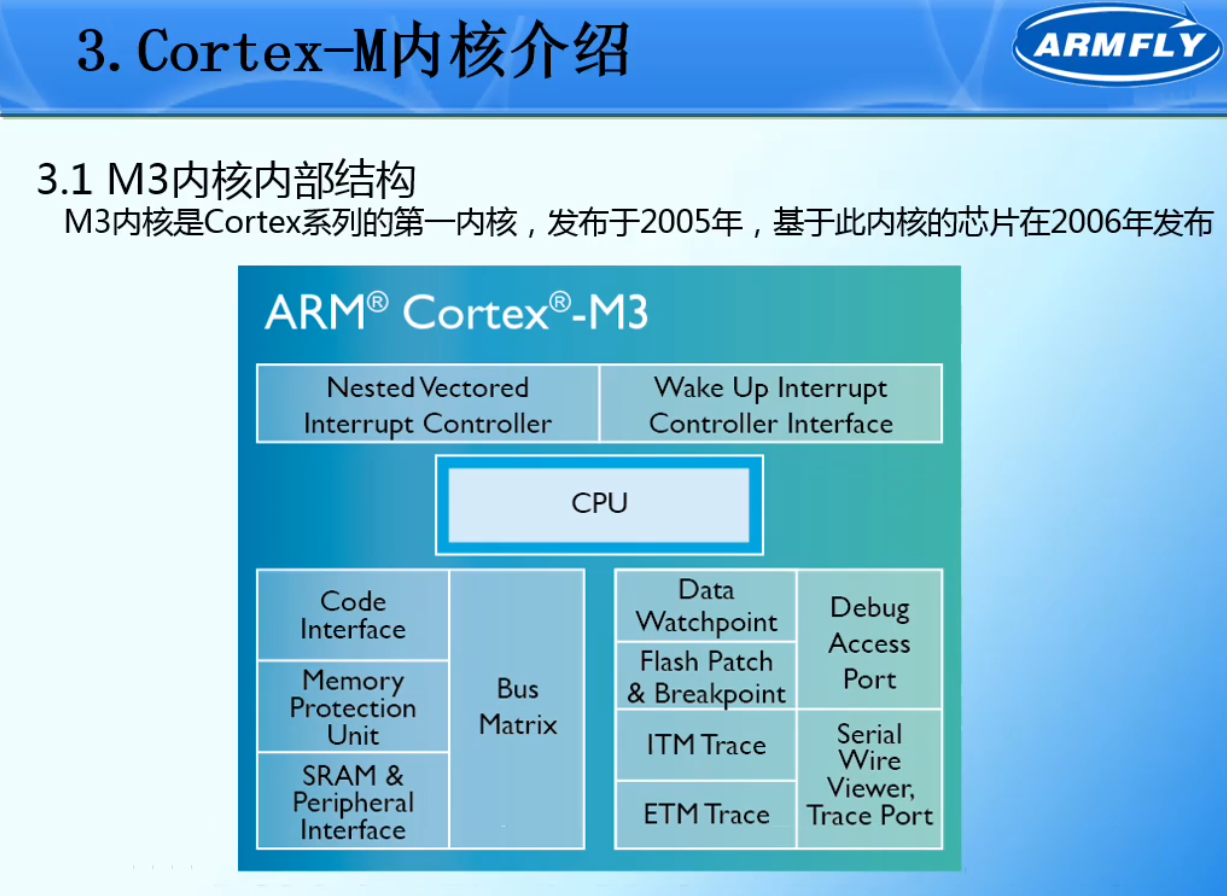 3.Cortex-M内核介绍
ARMFLY
3.1 M3内核内部结构
M3内核是Cortex系列的第一内核，发布于2005年，基于此内核的芯片在2006年发布
ARM® Cortex®-M3
Nested Vectored
Interrupt Controller
Wake Up Interrupt
Controller Interface
CPU
Code
Interface
Memory
Protection
Unit
SRAM &
Peripheral
Interface
Bus
Matrix
Data
Watchpoint
Flash Patch
& Breakpoint
ITM Trace
ETM Trace
Debug
Access
Port
Serial
Wire
Viewer,
Trace Port